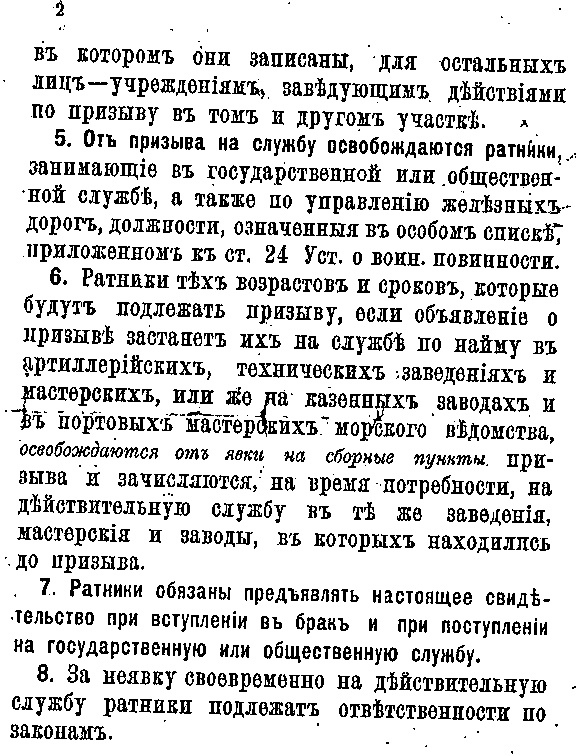 2
въ которомъ они записаны, для остальныхъ
лицъ—учрежденіямъ, завѣдующимъ дѣйствіями
по призыву въ томъ и другомъ участкѣ.
5. Отъ призыва на службу освобождаются ратники,
занимающіе въ государственной или обществен-
ной службѣ, а также по управленію желѣзныхъ
дорогъ, должности, означенныя въ особомъ спискѣ,
приложенномъ къ ст. 24 Уст. о воин. повинности.
6. Ратники тѣхъ возрастовъ и сроковъ, которые
будутъ подлежать призыву, если объявленіе о
призывѣ застанетъ ихъ на службѣ по найму въ
артиллерійскихъ, техническихъ заведеніяхъ и
мастерскихъ, или же на казенныхъ заводахъ и
въ портовыхъ мастерскихъ морского вѣдомства,
освобождаются отъ явки на сборные пункты при-
зыва и зачисляются, на время потребности, на
дѣйствительную службу въ тѣ же заведенія,
мастерскія и заводы, въ которыхъ находились
до призыва.
7. Ратники обязаны предъявлять настоящее свидѣ-
тельство при вступленіи въ бракъ и при поступленіи
на государственную или общественную службу.
8. За неявку своевременно на дѣйствительную
службу ратники подлежатъ отвѣтственности по
законамъ.